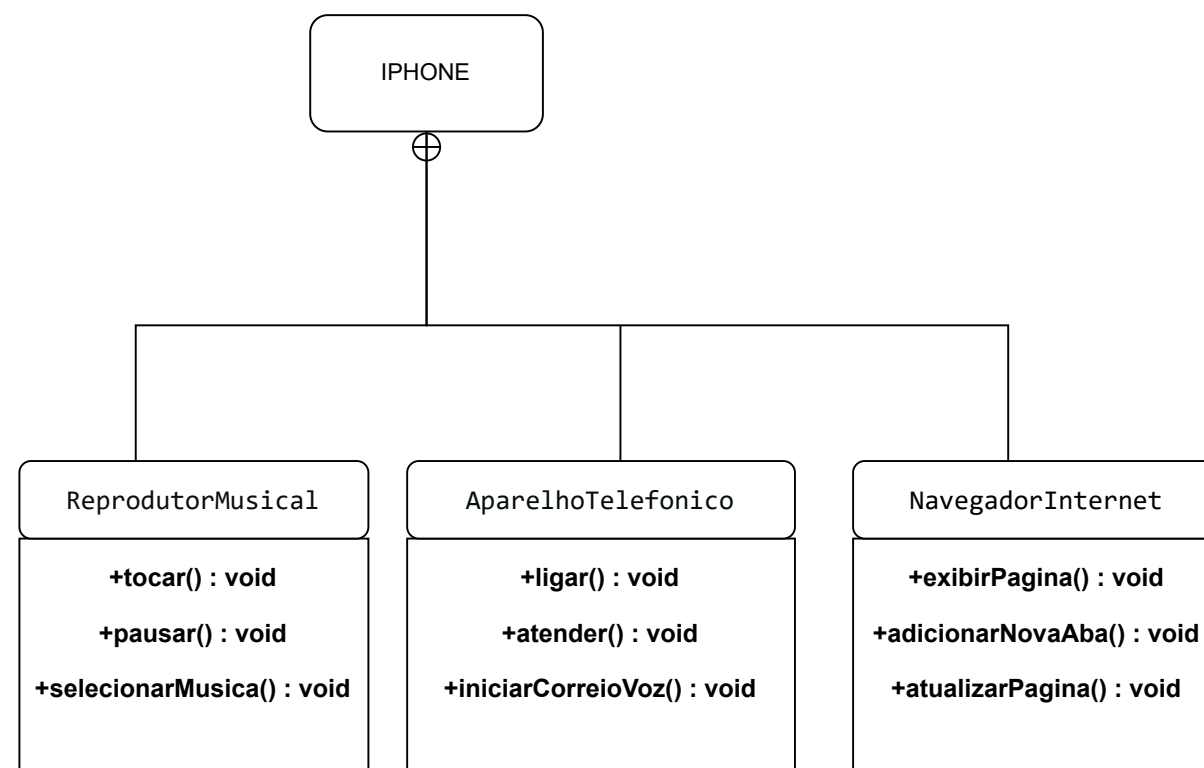 IPHONE
ReprodutorMusical
+tocar() : void
+pausar() : void
+selecionarMusica() : void
AparelhoTelefonico
+ligar() : void
+atender() : void
+iniciarCorreioVoz() : void
NavegadorInternet
+exibirPagina() : void
+adicionarNovaAba() : void
+atualizarPagina() : void